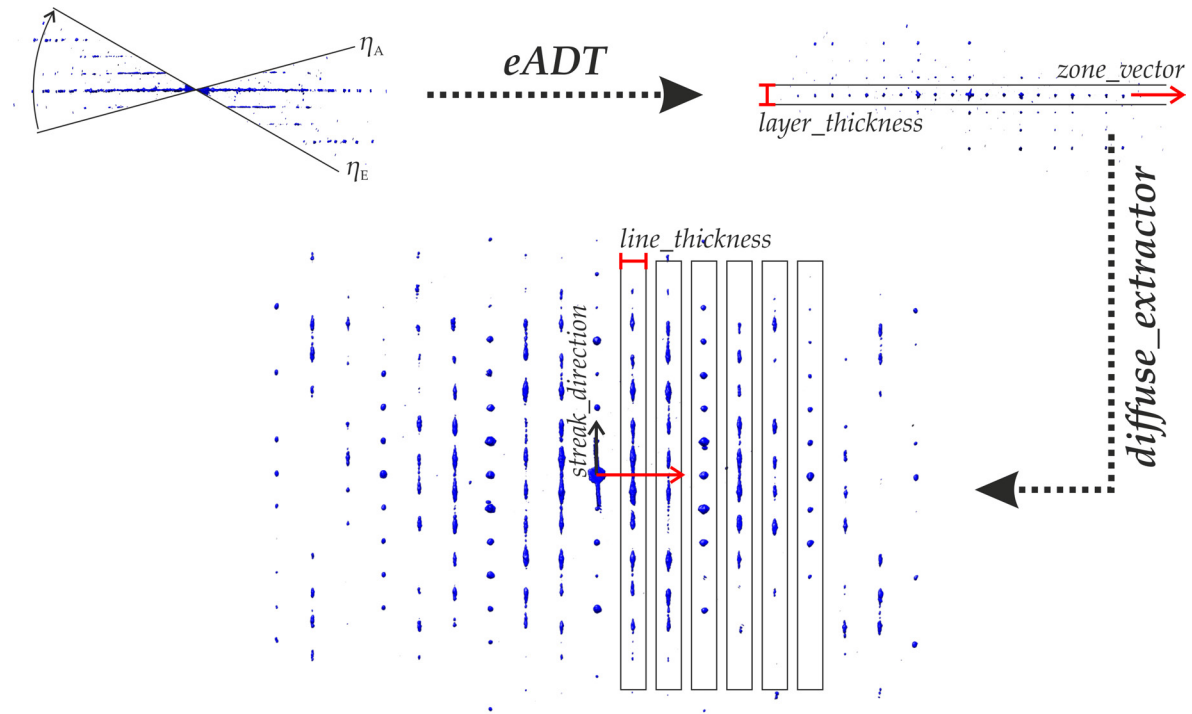 ηA
eADT
zone_vector
layer_thickness
ηE
diffuse_extractor
line_thickness
streak_direction